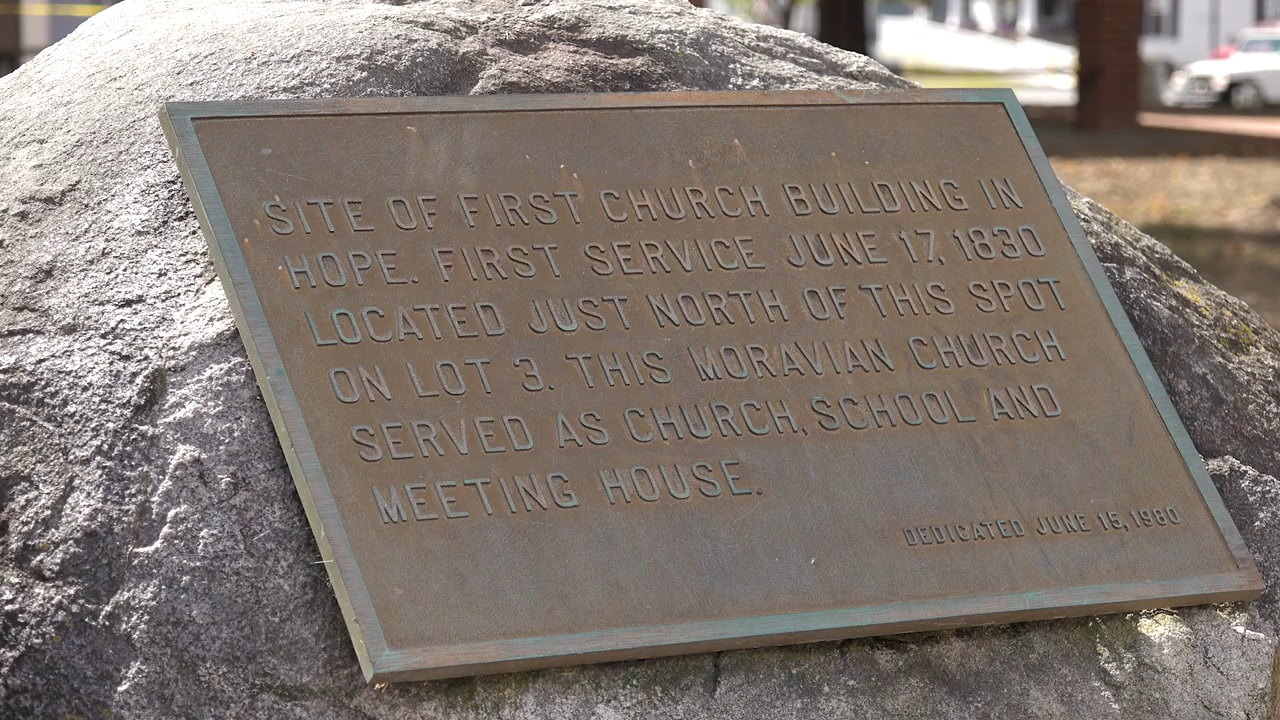 SITE OF FIRST CHURCH BUILDING IN
HOPE. FIRST SERVICE JUNE 17, 1830
LOCATED JUST NORTH OF THIS SPOT
ON LOT 3. THIS MORAVIAN CHURCH
SERVED AS CHURCH, SCHOOL AND
MEETING HOUSE.
DEDICATED JUNE 15, 1980